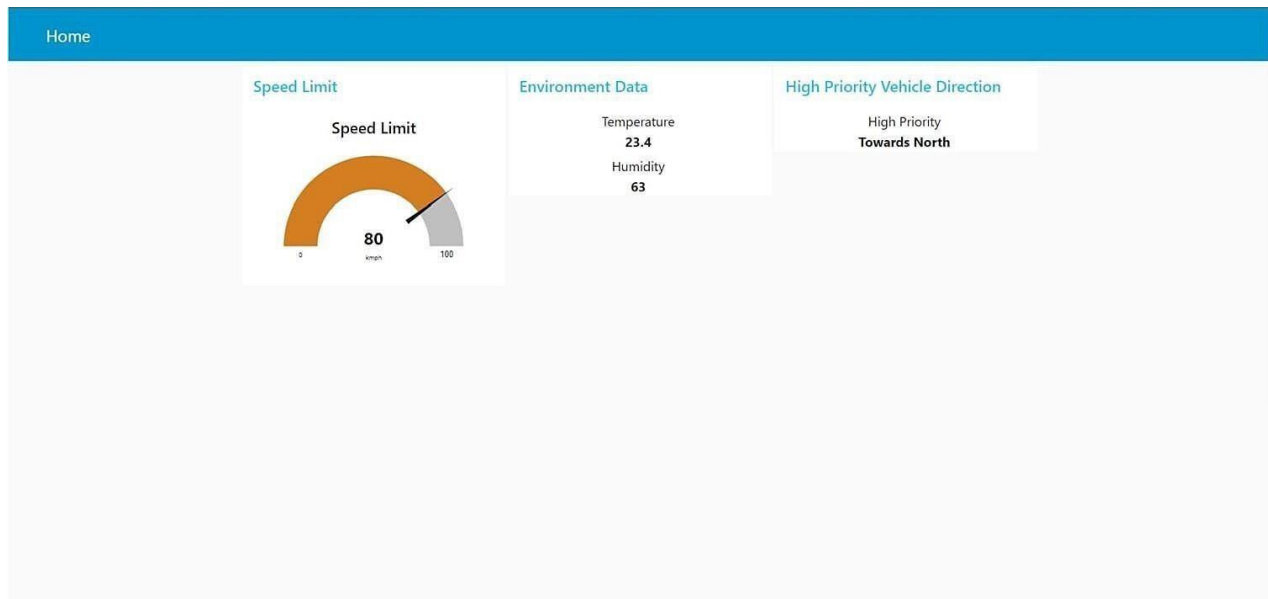 Home
Speed Limit
Speed Limit
80
0
kmph
100
Environment Data
Temperature
23.4
Humidity
63
High Priority Vehicle Direction
High Priority
Towards North